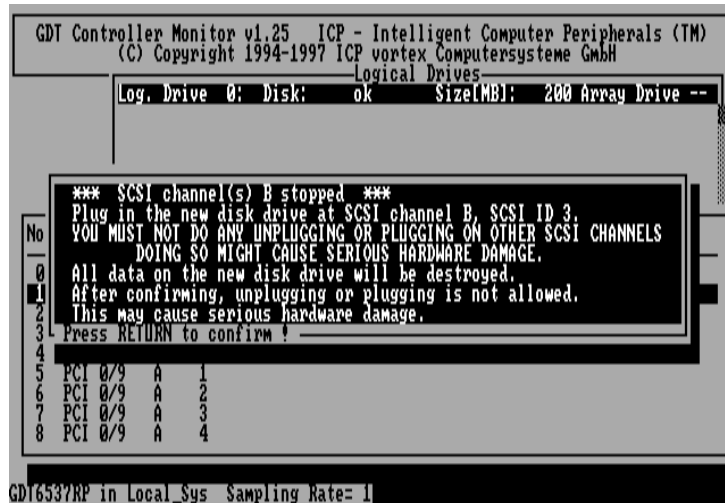 GDT Controller Monitor v1.25 ICP - Intelligent Computer Peripherals (TM)
(C) Copyright 1994-1997 ICP vortex Computersysteme GmbH
Logical Drives
Log. Drive 0: Disk: ok Size[MB]: 200 Array Drive --
*** SCSI channel(s) B stopped ***
Plug in the new disk drive at SCSI channel B, SCSI ID 3.
YOU MUST NOT DO ANY UNPLUGGING OR PLUGGING ON OTHER SCSI CHANNELS
DOING SO MIGHT CAUSE SERIOUS HARDWARE DAMAGE.
All data on the new disk drive will be destroyed.
After confirming, unplugging or plugging is not allowed.
This may cause serious hardware damage.
Press RETURN to confirm !
No
0
1
2
3
4
5 PCI 0/9 A 1
6 PCI 0/9 A 2
7 PCI 0/9 A 3
8 PCI 0/9 A 4
GDT6537RP in Local_Sys Sampling Rate= 1